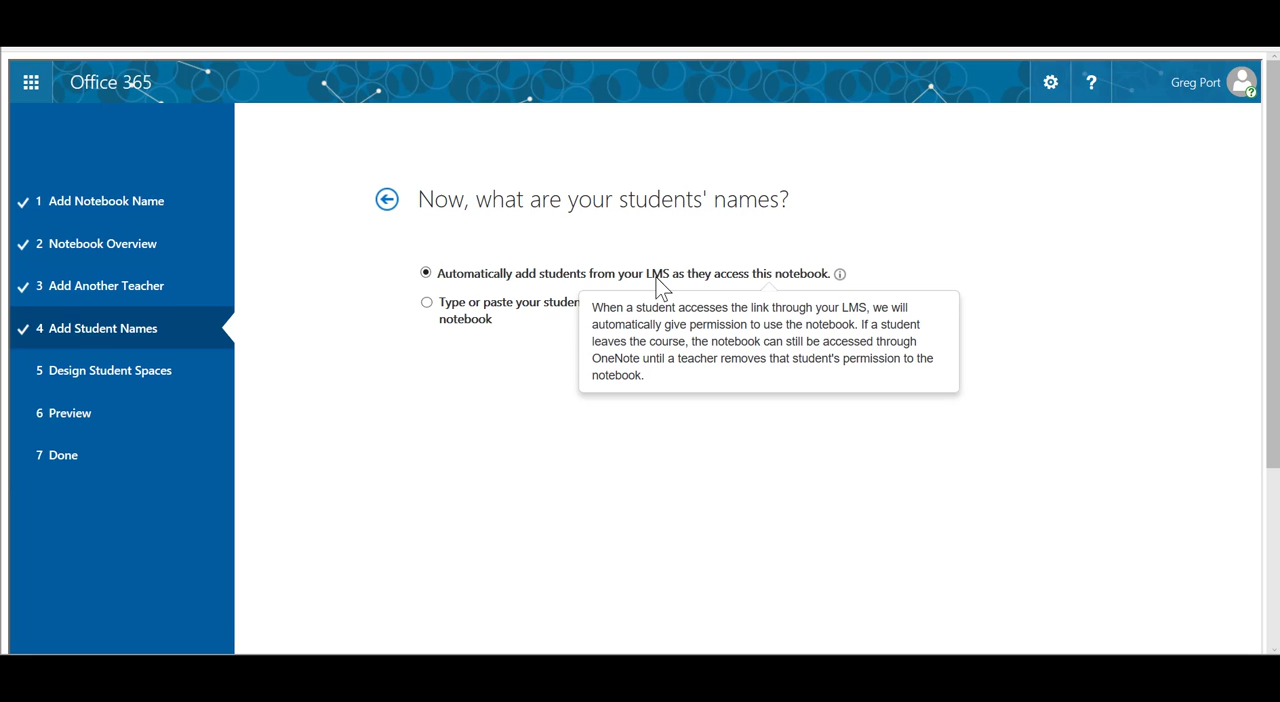 Office 365
?
Greg Port
?
1 Add Notebook Name
2 Notebook Overview
3 Add Another Teacher
4 Add Student Names
5 Design Student Spaces
6 Preview
7 Done
Now, what are your students' names?
Automatically add students from your LMS as they access this notebook.
Type or paste your studen
notebook
When a student accesses the link through your LMS, we will
automatically give permission to use the notebook. If a student
leaves the course, the notebook can still be accessed through
OneNote until a teacher removes that student's permission to the
notebook.